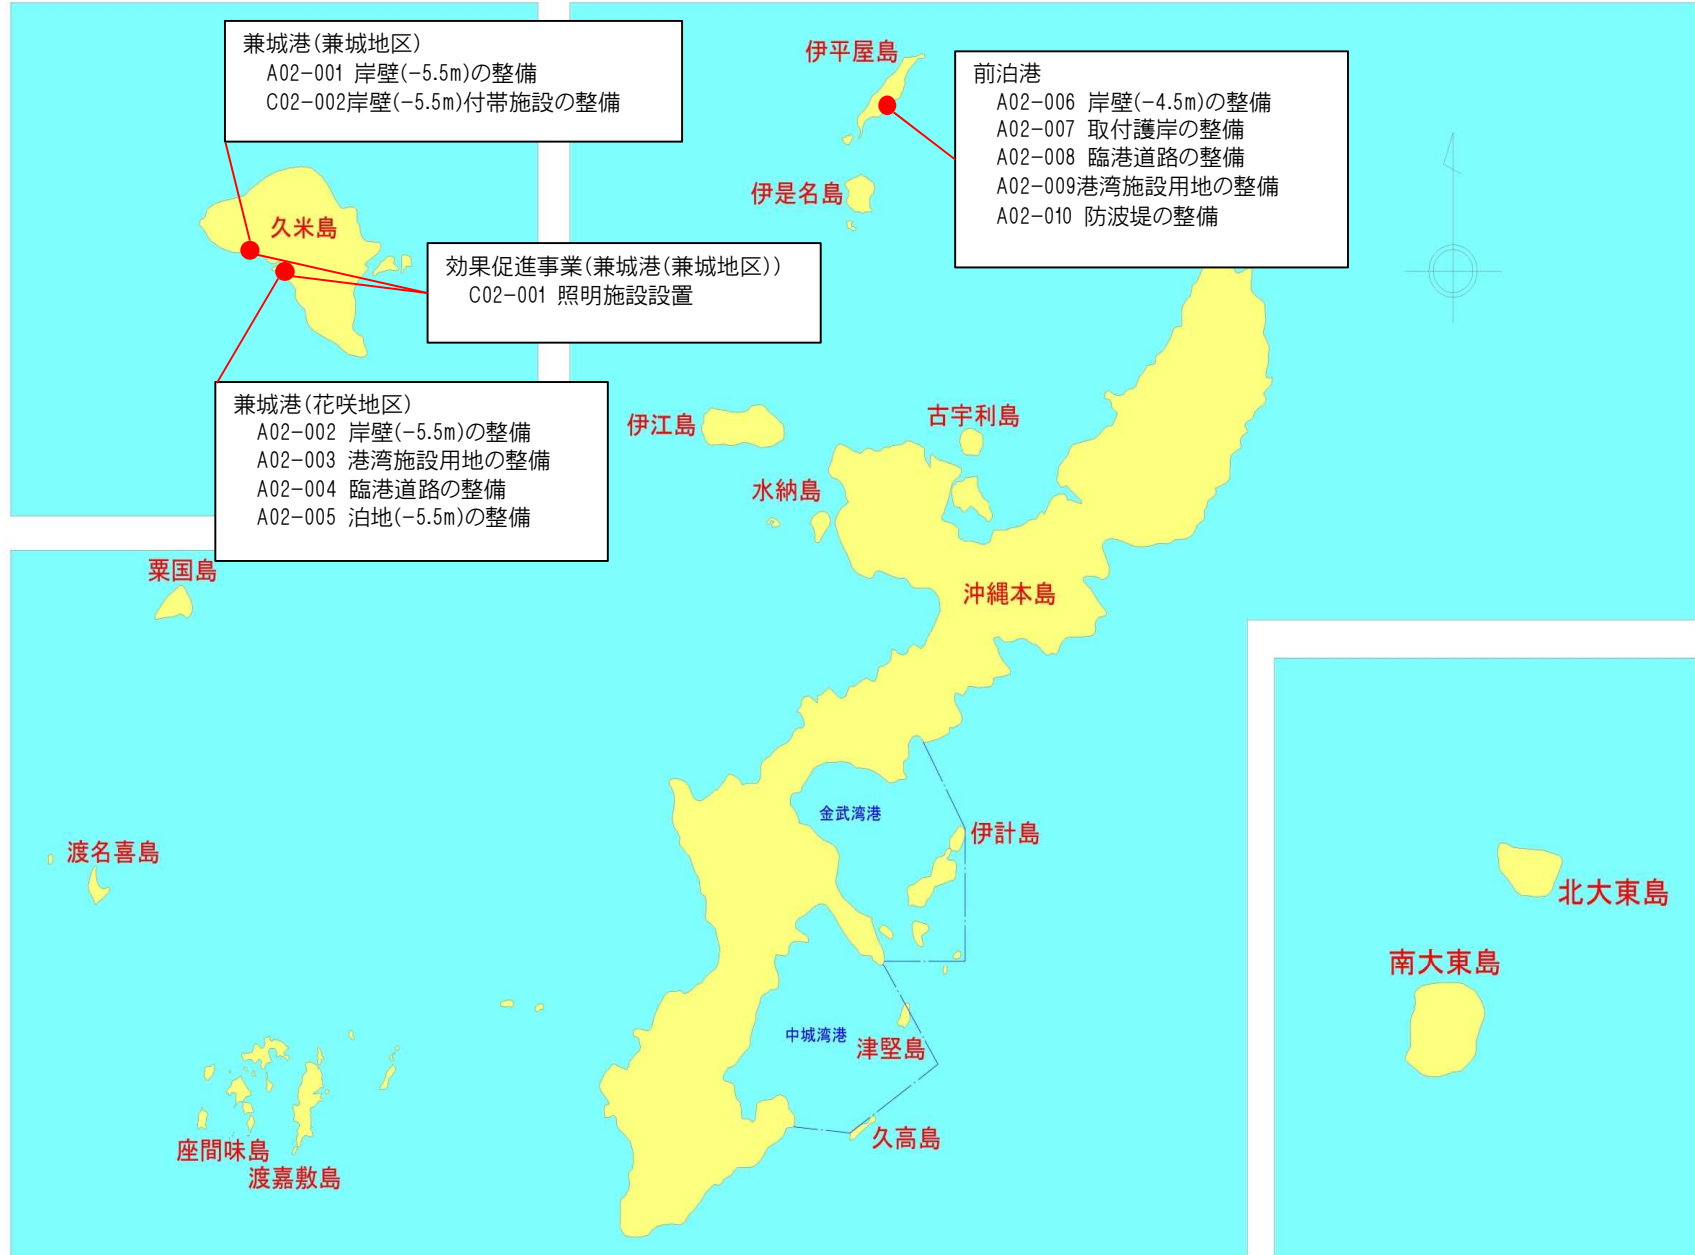 兼城港(兼城地区)
A02-001 岸壁(-5.5m)の整備
C02-002岸壁(-5.5m)付帯施設の整備
伊平屋島
前泊港
A02-006 岸壁(-4.5m)の整備
A02-007 取付護岸の整備
A02-008 臨港道路の整備
A02-009港湾施設用地の整備
A02-010 防波堤の整備
伊是名島
久米島
効果促進事業(兼城港(兼城地区))
C02-001 照明施設設置
兼城港(花咲地区)
A02-002 岸壁(-5.5m)の整備
A02-003 港湾施設用地の整備
A02-004 臨港道路の整備
A02-005 泊地(-5.5m)の整備
伊江島
古宇利島
水納島
粟国島
沖縄本島
金武湾港
伊計島
渡名喜島
北大東島
南大東島
中城湾港
津堅島
久高島
座間味島
渡嘉敷島